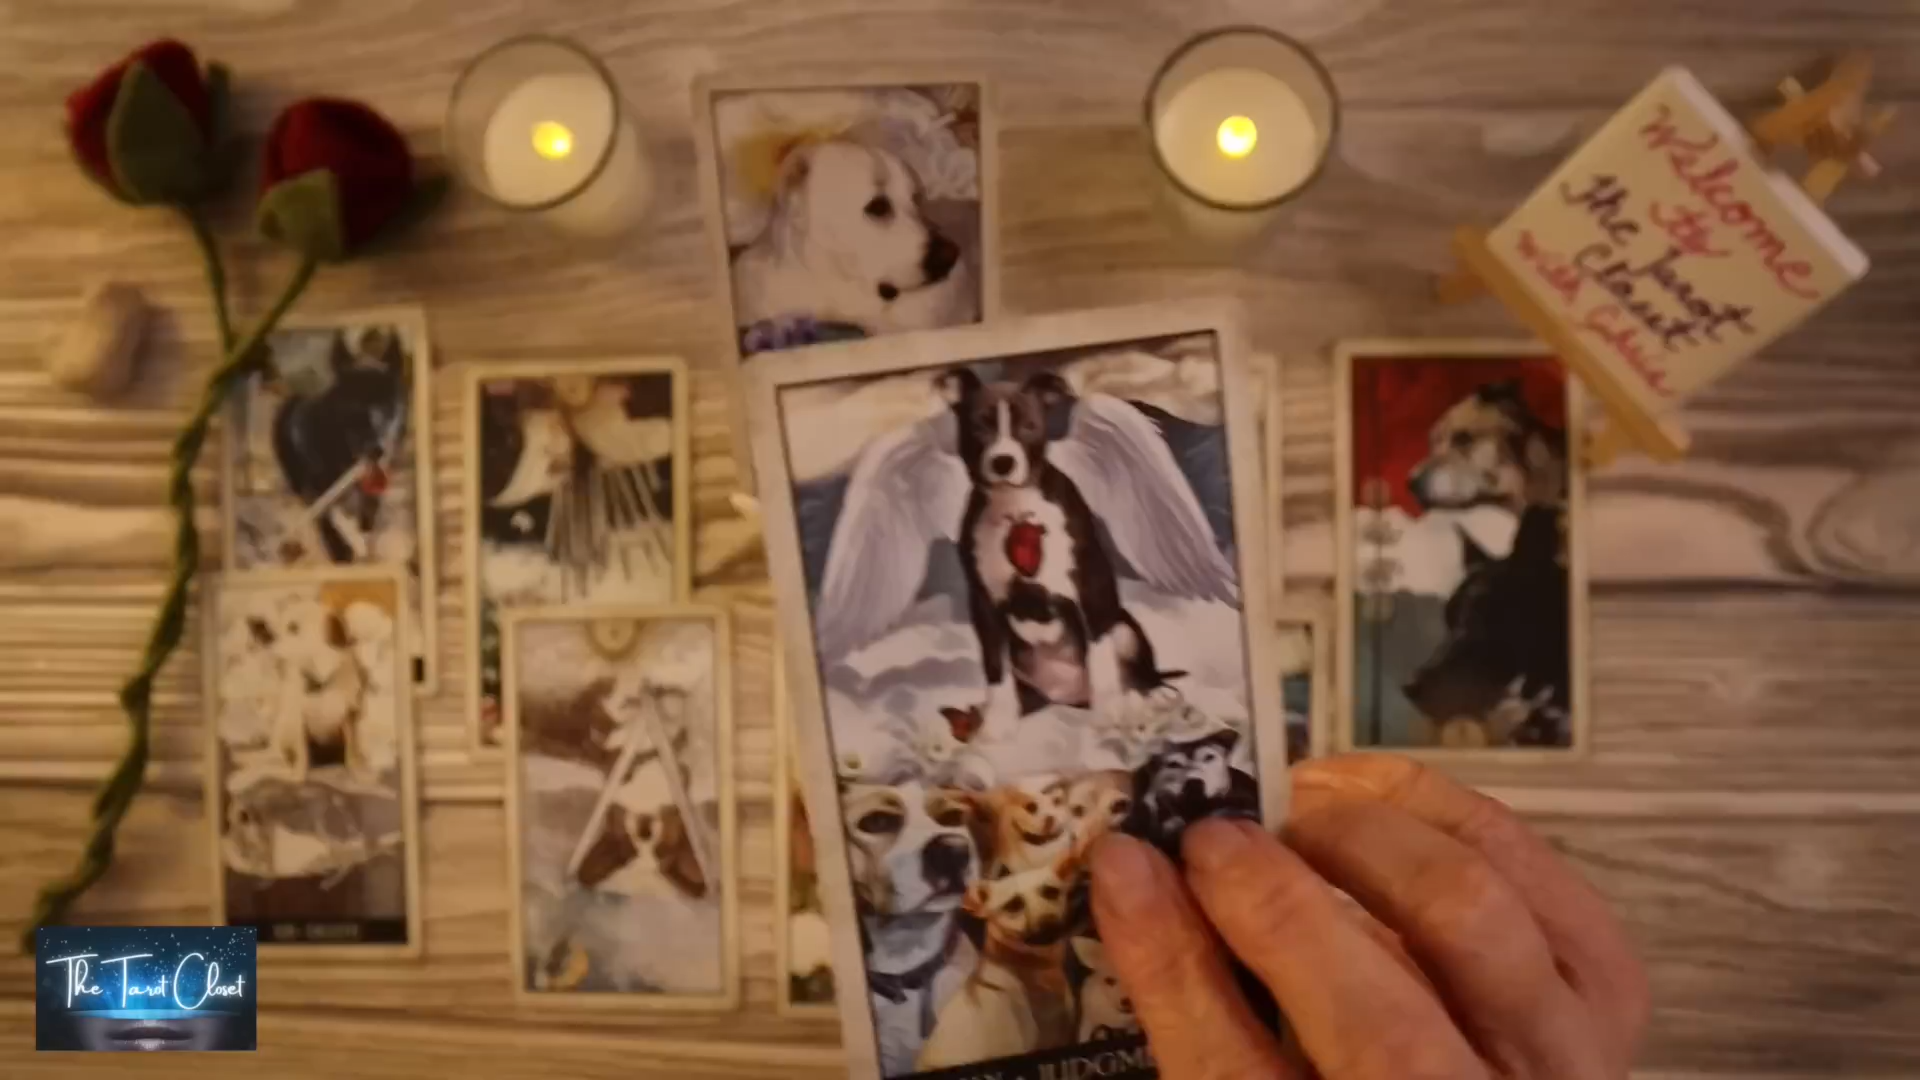 Welcome
to
The Tarot
Closet
with
JUDGM
The Tarot Closet